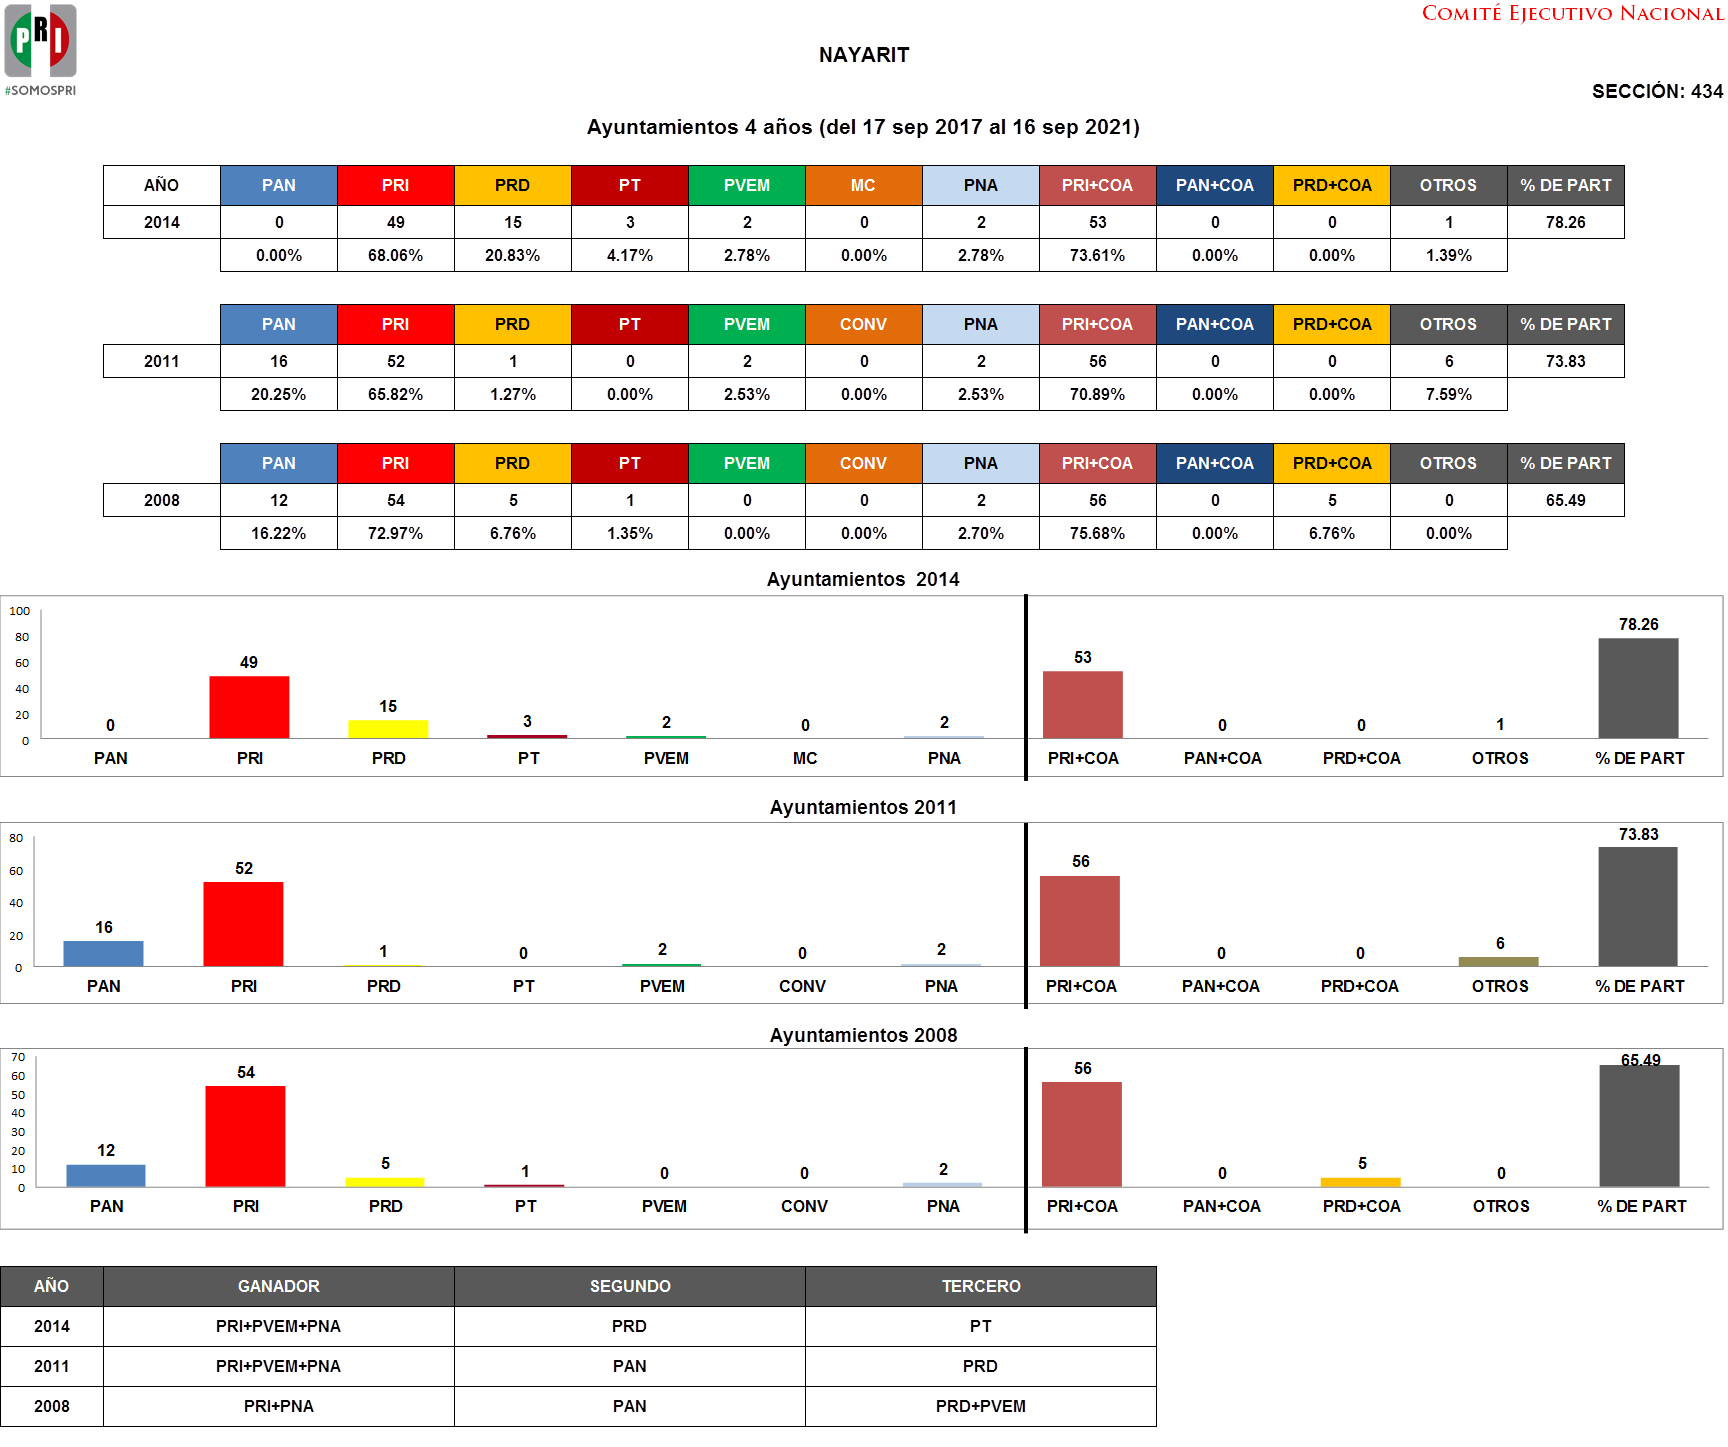 COMITÉ EJECUTIVO NACIONAL
PRI
#SOMOSPRI
NAYARIT
SECCIÓN: 434
Ayuntamientos 4 años (del 17 sep 2017 al 16 sep 2021)
AÑO PAN PRI PRD PT PVEM MC PNA PRI+COA PAN+COA PRD+COA OTROS % DE PART
2014 0 49 15 3 2 0 2 53 0 0 1 78.26
0.00% 68.06% 20.83% 4.17% 2.78% 0.00% 2.78% 73.61% 0.00% 0.00% 1.39%
PAN PRI PRD PT PVEM CONV PNA PRI+COA PAN+COA PRD+COA OTROS % DE PART
2011 16 52 1 0 2 0 2 56 0 0 6 73.83
20.25% 65.82% 1.27% 0.00% 2.53% 0.00% 2.53% 70.89% 0.00% 0.00% 7.59%
PAN PRI PRD PT PVEM CONV PNA PRI+COA PAN+COA PRD+COA OTROS % DE PART
2008 12 54 5 1 0 0 2 56 0 5 0 65.49
16.22% 72.97% 6.76% 1.35% 0.00% 0.00% 2.70% 75.68% 0.00% 6.76% 0.00%
Ayuntamientos 2014
100
80
60
40
20
0
0 49 15 3 2 0 2 53 0 0 1 78.26
PAN PRI PRD PT PVEM MC PNA PRI+COA PAN+COA PRD+COA OTROS % DE PART
Ayuntamientos 2011
80
60
40
20
0
16 52 1 0 2 0 2 56 0 0 6 73.83
PAN PRI PRD PT PVEM CONV PNA PRI+COA PAN+COA PRD+COA OTROS % DE PART
Ayuntamientos 2008
70
60
50
40
30
20
10
0
12 54 5 1 0 0 2 56 0 5 0 65.49
PAN PRI PRD PT PVEM CONV PNA PRI+COA PAN+COA PRD+COA OTROS % DE PART
AÑO GANADOR SEGUNDO TERCERO
2014 PRI+PVEM+PNA PRD PT
2011 PRI+PVEM+PNA PAN PRD
2008 PRI+PNA PAN PRD+PVEM